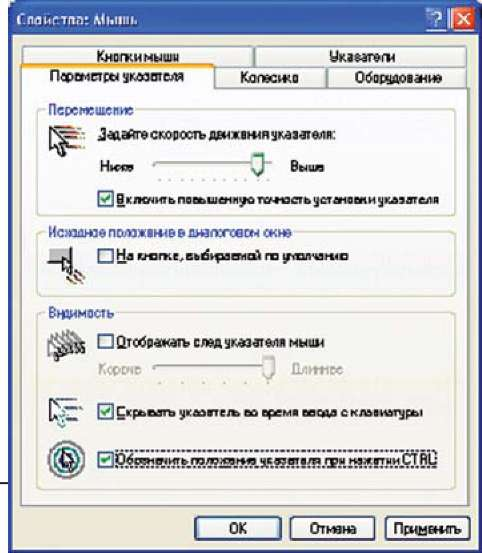 Свойства: Мышь
Кнопки мыши
Указатели
Параметры указателя
Колесико
Оборудование
Перемещение
Задайте скорость движения указателя:
Ниже
Выше
Включить повышенную точность установки указателя
Исходное положение в диалоговом окне
На кнопке, выбираемой по умолчанию
Видимость
Отображать след указателя мыши
Короче
Длиннее
Скрывать указатель во время ввода с клавиатуры
Обозначить положение указателя при нажатии CTRL
ОК
Отмена
Применить